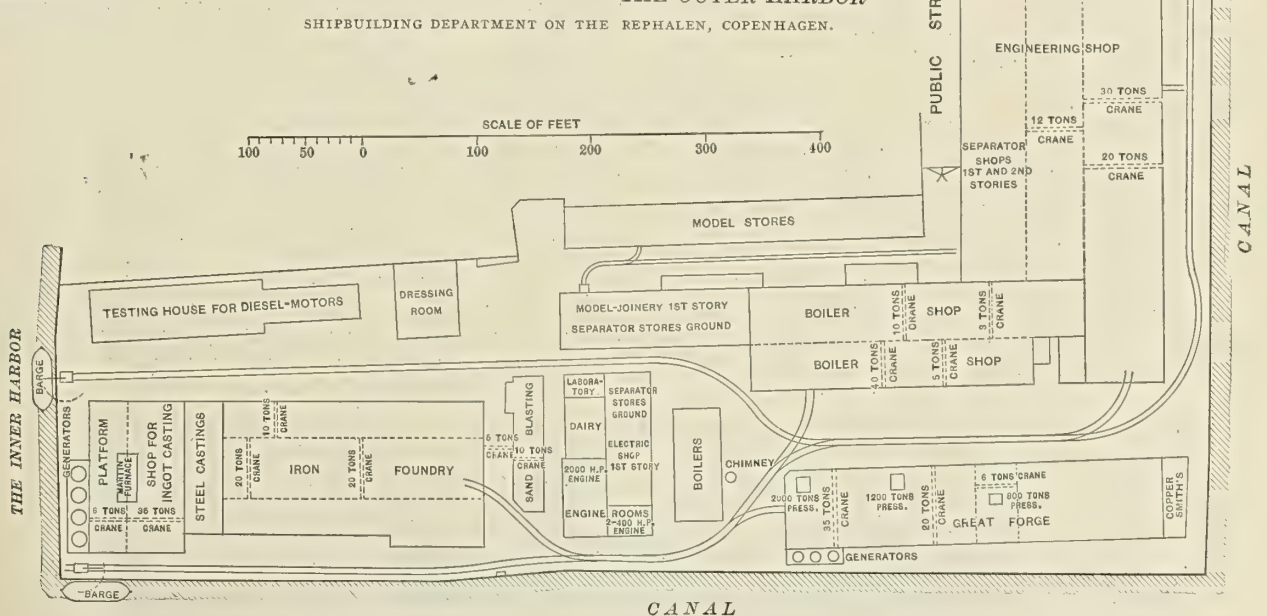 THE OUTER HARBOR
SHIPBUILDING DEPARTMENT ON THE REPHALEN, COPENHAGEN.
PUBLIC STR
ENGINEERING SHOP
30 TONS
CRANE
12 TONS
CRANE
20 TONS
CRANE
SEPARATOR
SHOPS
1ST AND 2ND
STORIES
SCALE OF FEET
100 50 0 100 200 300 400
MODEL STORES
CANAL
TESTING HOUSE FOR DIESEL-MOTORS
DRESSING
ROOM
MODEL-JOINERY 1ST STORY
SEPARATOR STORES GROUND
BOILER
10 TONS
CRANE
SHOP
3 TONS
CRANE
BOILER
40 TONS
CRANE
5 TONS
CRANE
SHOP
THE INNER HARBOR
BARGE
GENERATORS
PLATFORM
MARTIN
FURNACE
SHOP FOR
INGOT CASTING
6 TONS
CRANE
35 TONS
CRANE
STEEL CASTINGS
10 TONS
CRANE
20 TONS
CRANE
IRON
20 TONS
CRANE
FOUNDRY
5 TONS
CRANE
BLASTING
10 TONS
CRANE
SAND
LABORA-
TORY
DAIRY
2000 H.P.
ENGINE
ENGINE
SEPARATOR
STORES
GROUND
ELECTRIC
SHOP
1ST STORY
ROOMS
2-400 H.P.
ENGINE
BOILERS
CHIMNEY
2000 TONS
PRESS.
35 TONS
CRANE
1200 TONS
PRESS.
20 TONS
CRANE
6 TONS CRANE
800 TONS
PRESS.
GREAT FORGE
COPPER
SMITH'S
GENERATORS
BARGE
CANAL